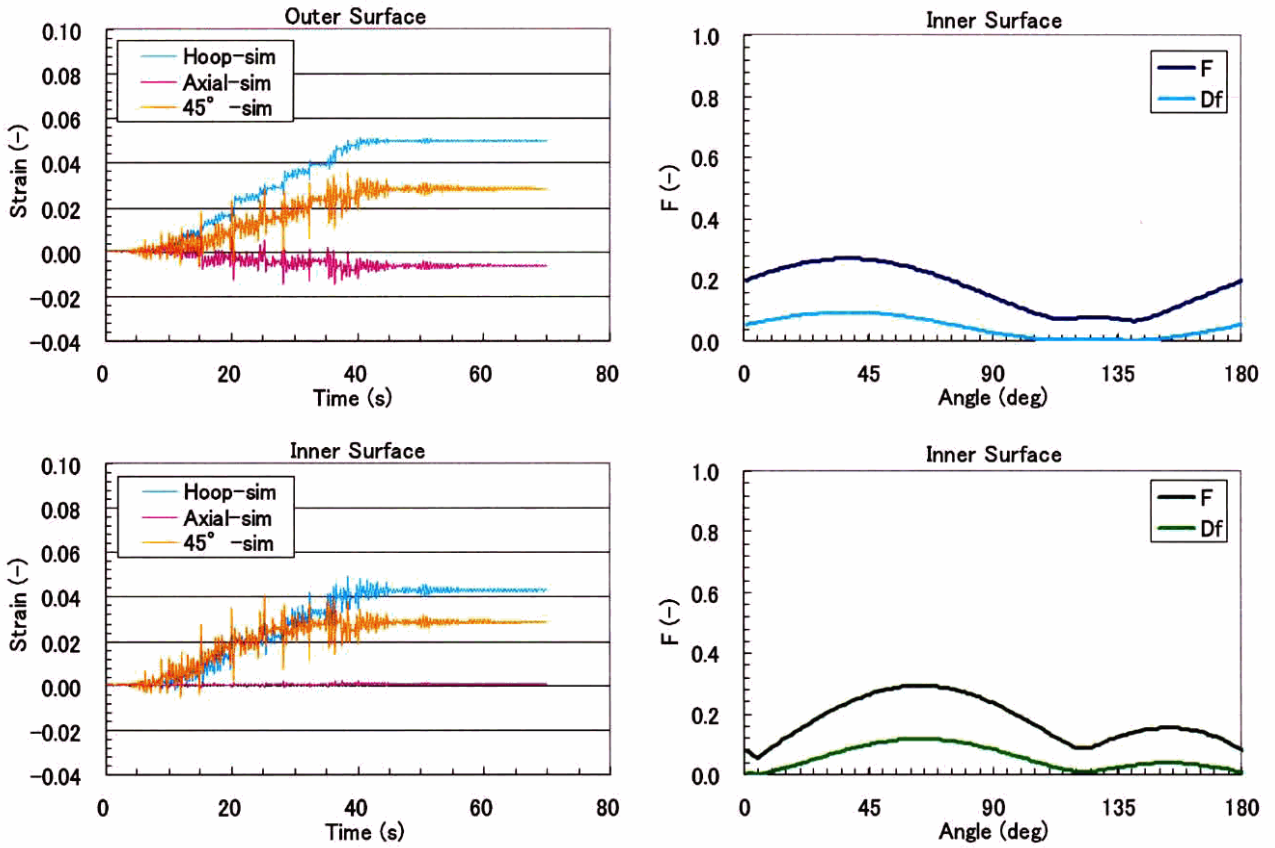 Outer Surface
0.10
0.08
0.06
0.04
0.02
0.00
−0.02
−0.04
Strain (-)
Hoop-sim
Axial-sim
45° -sim
0 20 40 60 80
Time (s)
Inner Surface
1.0
0.8
0.6
0.4
0.2
0.0
F (-)
F
Df
0 45 90 135 180
Angle (deg)
Inner Surface
0.10
0.08
0.06
0.04
0.02
0.00
−0.02
−0.04
Strain (-)
Hoop-sim
Axial-sim
45° -sim
0 20 40 60 80
Time (s)
Inner Surface
1.0
0.8
0.6
0.4
0.2
0.0
F (-)
F
Df
0 45 90 135 180
Angle (deg)